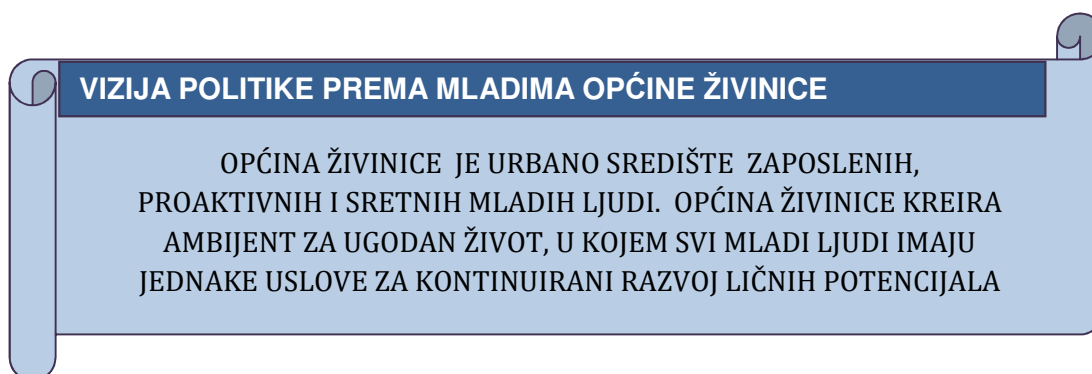 VIZIJA POLITIKE PREMA MLADIMA OPĆINE ŽIVINICE
OPĆINA ŽIVINICE JE URBANO SREDIŠTE ZAPOSLENIH,
PROAKTIVNIH I SRETNIH MLADIH LJUDI. OPĆINA ŽIVINICE KREIRA
AMBIJENT ZA UGODAN ŽIVOT, U KOJEM SVI MLADI LJUDI IMAJU
JEDNAKE USLOVE ZA KONTINUIRANI RAZVOJ LIČNIH POTENCIJALA